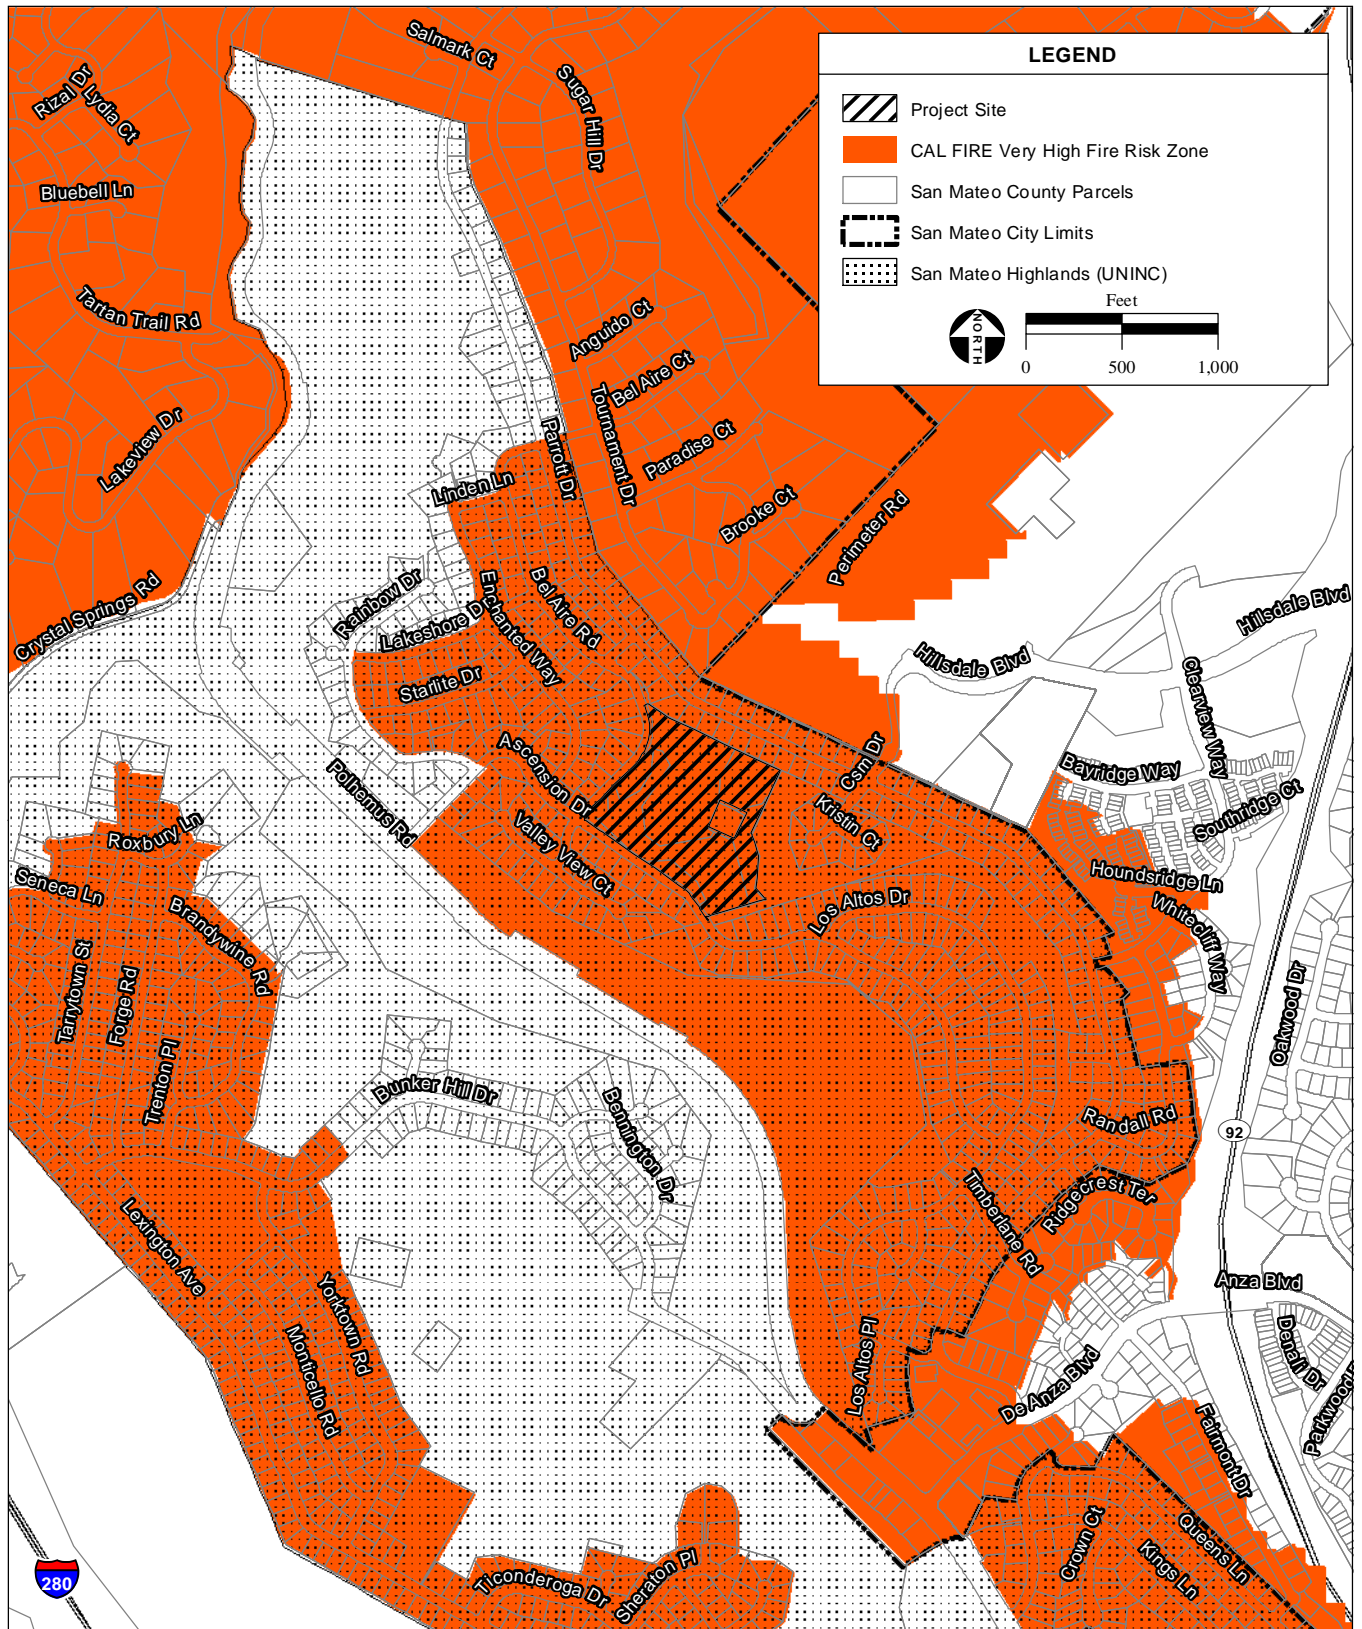 LEGEND
Project Site
CAL FIRE Very High Fire Risk Zone
San Mateo County Parcels
San Mateo City Limits
San Mateo Highlands (UNINC)
Feet
NORTH
0 500 1,000
Salmark Ct
Sugar Hill Dr
Rizal Dr
Lydia Ct
Bluebell Ln
Tartan Trail Rd
Lakeview Dr
Crystal Springs Rd
Anguido Ct
Bel Aire Ct
Tournament Dr
Paradise Ct
Brooke Ct
Parrott Dr
Linden Ln
Perimeter Rd
Rainbow Dr
Lakeshore Dr
Enchanted Way
Bel Aire Rd
Starlite Dr
Hillsdale Blvd
Hillsdale Blvd
Clearview Way
Bayridge Way
Southridge Ct
Csm Dr
Kristin Ct
Ascension Dr
Valley View Ct
Polhemus Rd
Los Altos Dr
Houndsridge Ln
Whitecliff Way
Oakwood Dr
Roxbury Ln
Seneca Ln
Brandywine Rd
Tarrytown St
Forge Rd
Trenton Pl
Bunker Hill Dr
Bennington Dr
Randall Rd
92
Timberlane Rd
Ridgecrest Ter
Anza Blvd
Denali Dr
Lexington Ave
Yorktown Rd
Monticello Rd
Los Altos Pl
De Anza Blvd
Fairmont Dr
Queens Ln
Kings Ln
Crown Ct
Ticonderoga Dr
Sheraton Pl
280